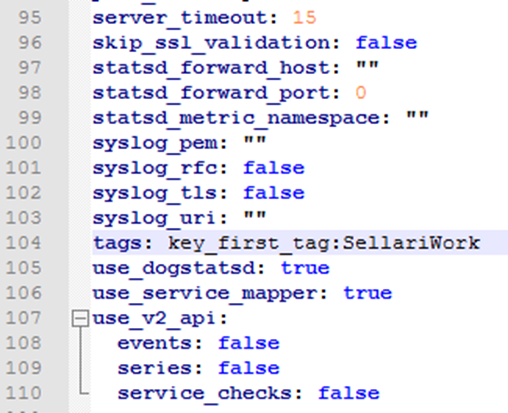 95 server_timeout: 15
96 skip_ssl_validation: false
97 statsd_forward_host: ""
98 statsd_forward_port: 0
99 statsd_metric_namespace: ""
100 syslog_pem: ""
101 syslog_rfc: false
102 syslog_tls: false
103 syslog_uri: ""
104 tags: key_first_tag:SellariWork
105 use_dogstatsd: true
106 use_service_mapper: true
107 use_v2_api:
108 events: false
109 series: false
110 service_checks: false